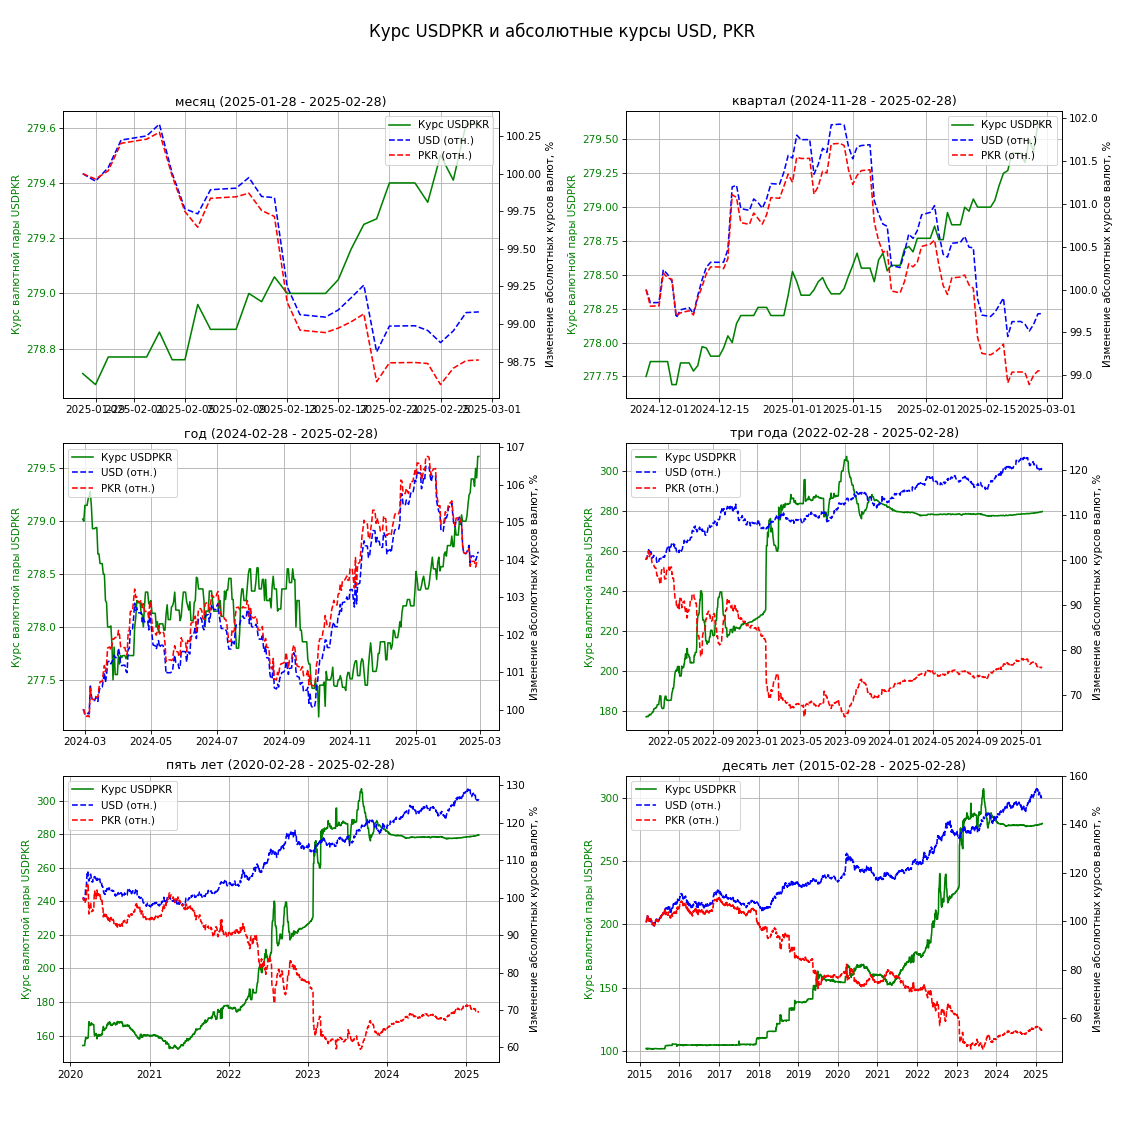 Курс USDPKR и абсолютные курсы USD, PKR
месяц (2025-01-28 - 2025-02-28)
Курс валютной пары USDPKR
279.6
279.4
279.2
279.0
278.8
Курс USDPKR
USD (отн.)
PKR (отн.)
100.25
100.00
99.75
99.50
99.25
99.00
98.75
Изменение абсолютных курсов валют, %
2025-01-29 2025-02-01 2025-02-05 2025-02-09 2025-02-13 2025-02-17 2025-02-21 2025-02-25 2025-03-01
квартал (2024-11-28 - 2025-02-28)
Курс валютной пары USDPKR
279.50
279.25
279.00
278.75
278.50
278.25
278.00
277.75
Курс USDPKR
USD (отн.)
PKR (отн.)
102.0
101.5
101.0
100.5
100.0
99.5
99.0
Изменение абсолютных курсов валют, %
2024-12-01 2024-12-15 2025-01-01 2025-01-15 2025-02-01 2025-02-15 2025-03-01
год (2024-02-28 - 2025-02-28)
Курс валютной пары USDPKR
279.5
279.0
278.5
278.0
277.5
Курс USDPKR
USD (отн.)
PKR (отн.)
107
106
105
104
103
102
101
100
Изменение абсолютных курсов валют, %
2024-03 2024-05 2024-07 2024-09 2024-11 2025-01 2025-03
три года (2022-02-28 - 2025-02-28)
Курс валютной пары USDPKR
300
280
260
240
220
200
180
Курс USDPKR
USD (отн.)
PKR (отн.)
120
110
100
90
80
70
Изменение абсолютных курсов валют, %
2022-05 2022-09 2023-01 2023-05 2023-09 2024-01 2024-05 2024-09 2025-01
пять лет (2020-02-28 - 2025-02-28)
Курс валютной пары USDPKR
300
280
260
240
220
200
180
160
Курс USDPKR
USD (отн.)
PKR (отн.)
130
120
110
100
90
80
70
60
Изменение абсолютных курсов валют, %
2020 2021 2022 2023 2024 2025
десять лет (2015-02-28 - 2025-02-28)
Курс валютной пары USDPKR
300
250
200
150
100
Курс USDPKR
USD (отн.)
PKR (отн.)
160
140
120
100
80
60
Изменение абсолютных курсов валют, %
2015 2016 2017 2018 2019 2020 2021 2022 2023 2024 2025